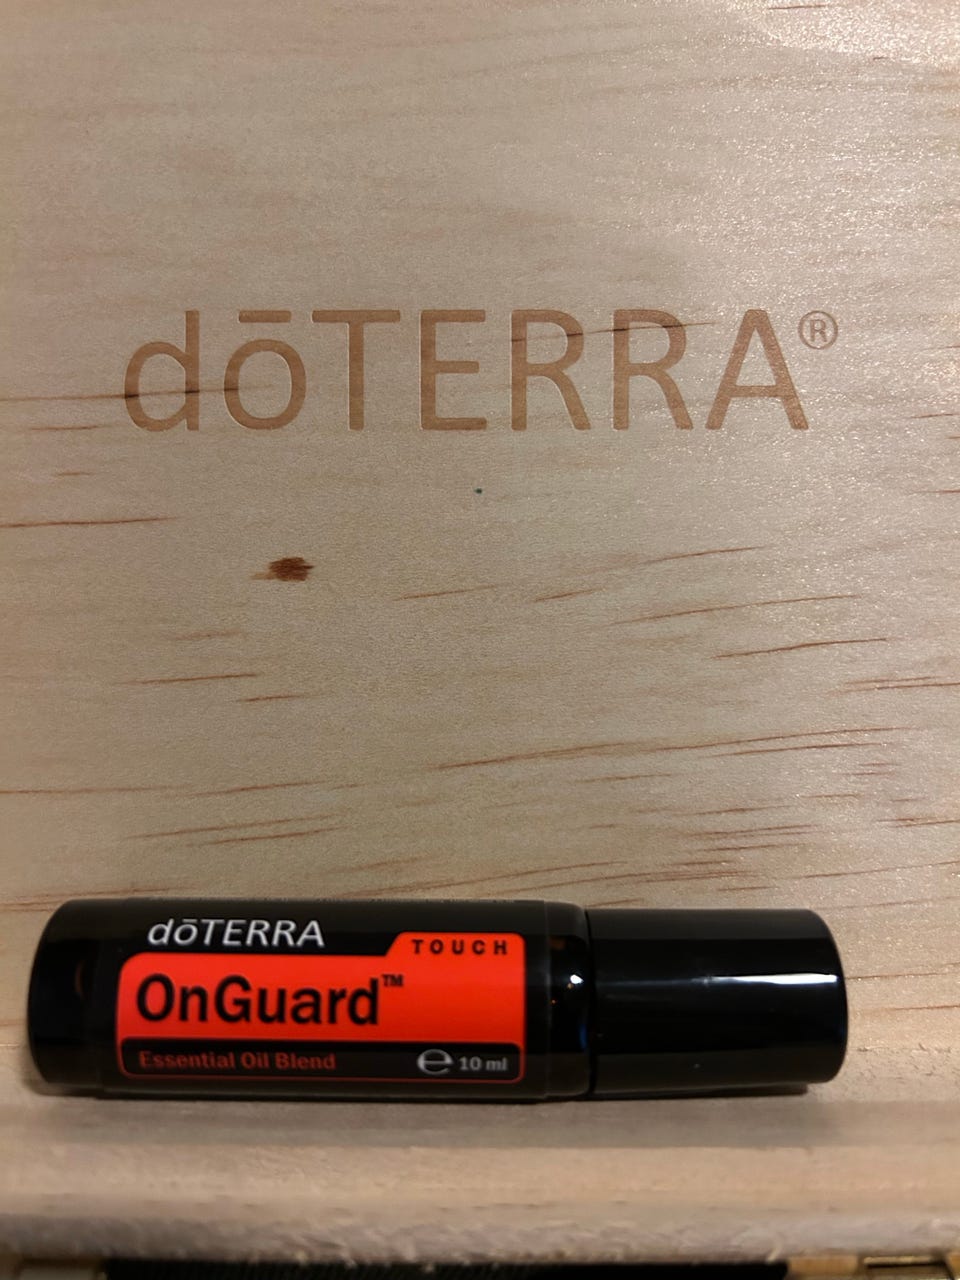 dōTERRA®
dōTERRA
TOUCH
OnGuard™
Essential Oil Blend ℮ 10 ml